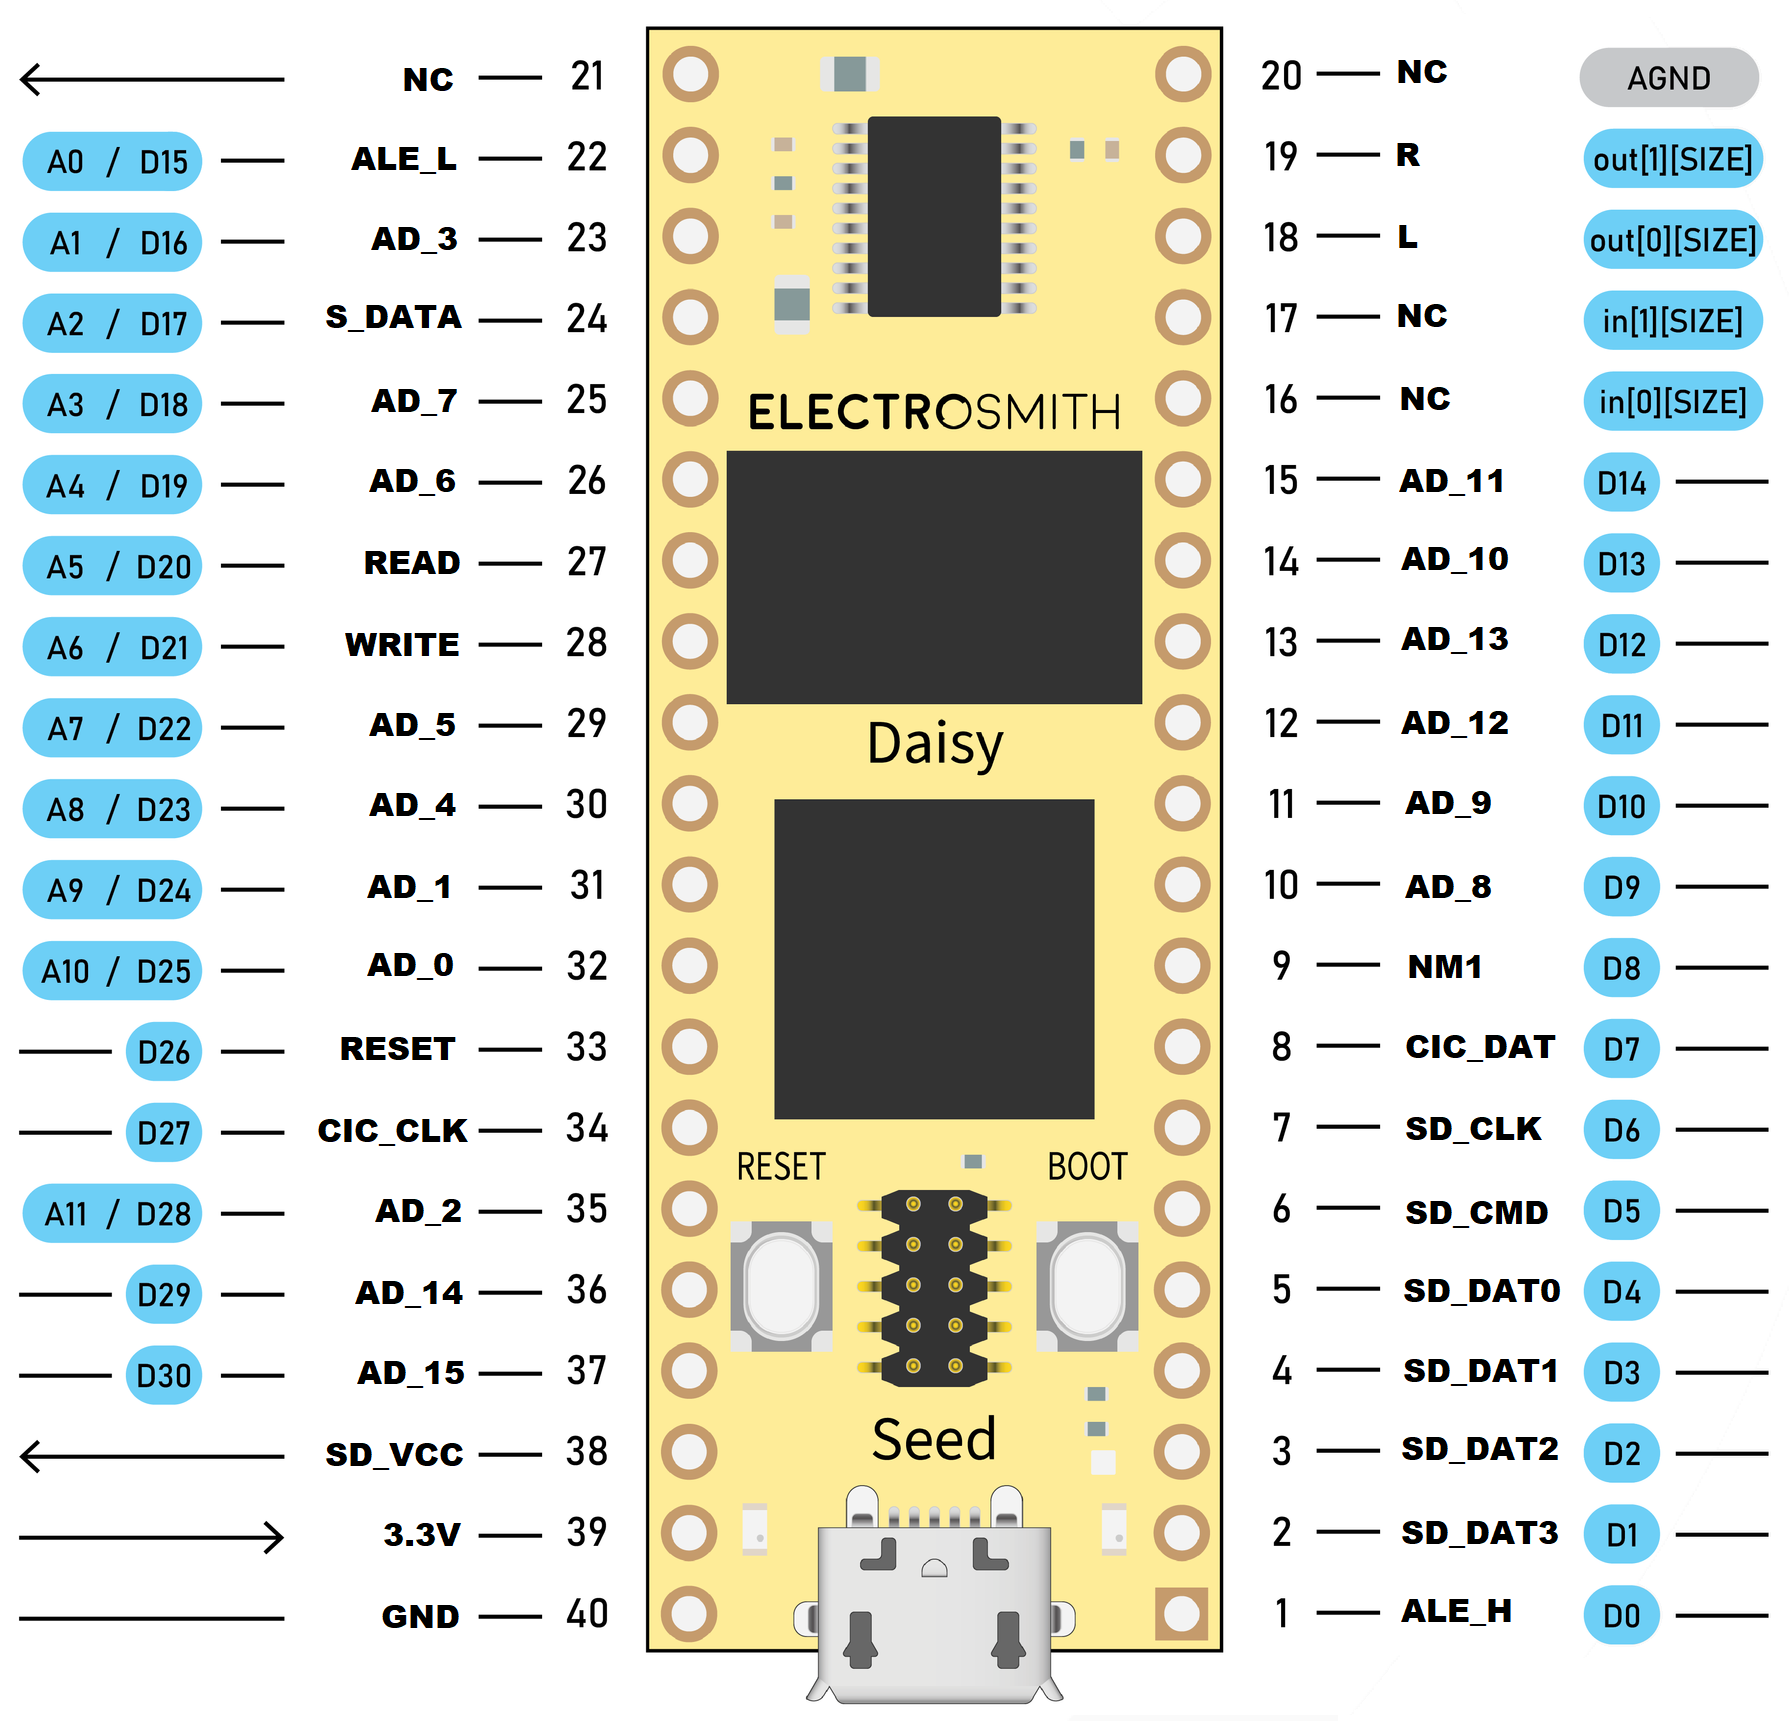 NC 21 20 NC AGND
A0 / D15 ALE_L 22 19 R out[1][SIZE]
A1 / D16 AD_3 23 18 L out[0][SIZE]
A2 / D17 S_DATA 24 17 NC in[1][SIZE]
A3 / D18 AD_7 25 16 NC in[0][SIZE]
ELECTROSMITH
A4 / D19 AD_6 26 15 AD_11 D14
A5 / D20 READ 27 14 AD_10 D13
A6 / D21 WRITE 28 13 AD_13 D12
A7 / D22 AD_5 29 12 AD_12 D11
Daisy
A8 / D23 AD_4 30 11 AD_9 D10
A9 / D24 AD_1 31 10 AD_8 D9
A10 / D25 AD_0 32 9 NM1 D8
D26 RESET 33 8 CIC_DAT D7
D27 CIC_CLK 34 7 SD_CLK D6
RESET BOOT
A11 / D28 AD_2 35 6 SD_CMD D5
D29 AD_14 36 5 SD_DAT0 D4
D30 AD_15 37 4 SD_DAT1 D3
Seed
SD_VCC 38 3 SD_DAT2 D2
3.3V 39 2 SD_DAT3 D1
GND 40 1 ALE_H D0